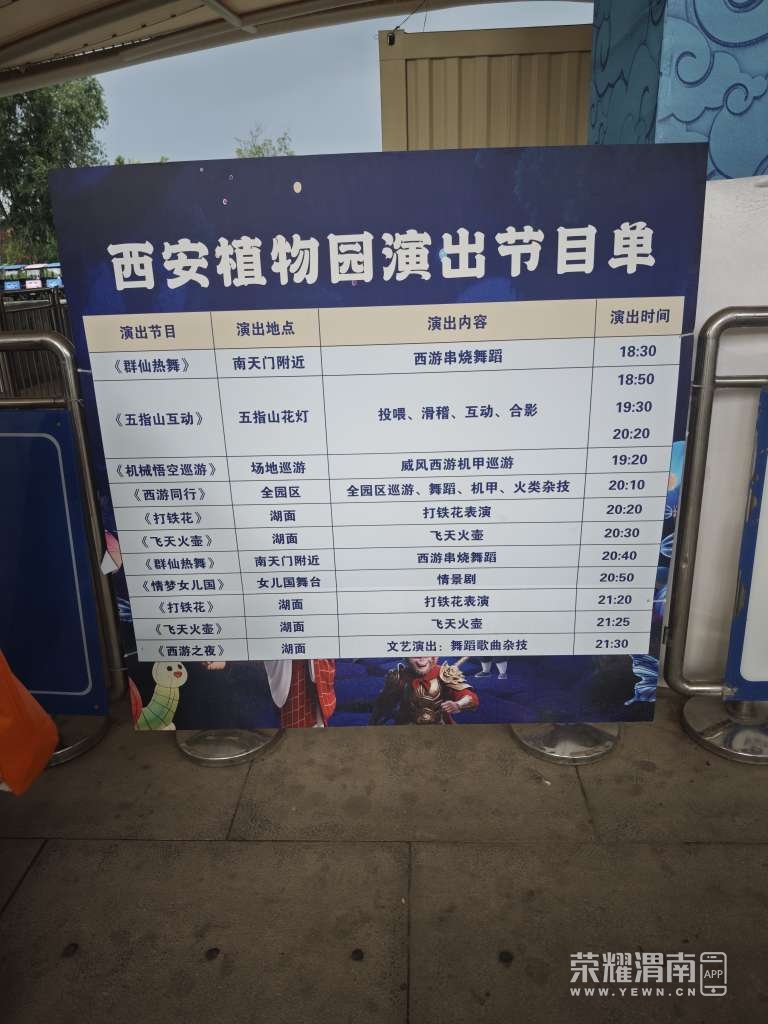 西安植物园演出节目单
演出节目 演出地点 演出内容 演出时间
《群仙热舞》 南天门附近 西游串烧舞蹈 18:30
《五指山互动》 五指山花灯 投喂、滑稽、互动、合影 18:50
19:30
20:20
《机械悟空巡游》 场地巡游 威风西游机甲巡游 19:20
《西游同行》 全园区 全园区巡游、舞蹈、机甲、火类杂技 20:10
《打铁花》 湖面 打铁花表演 20:20
《飞天火壶》 湖面 飞天火壶 20:30
《群仙热舞》 南天门附近 西游串烧舞蹈 20:40
《情梦女儿国》 女儿国舞台 情景剧 20:50
《打铁花》 湖面 打铁花表演 21:20
《飞天火壶》 湖面 飞天火壶 21:25
《西游之夜》 湖面 文艺演出：舞蹈歌曲杂技 21:30
荣耀渭南 APP
WWW.YEWN.CN